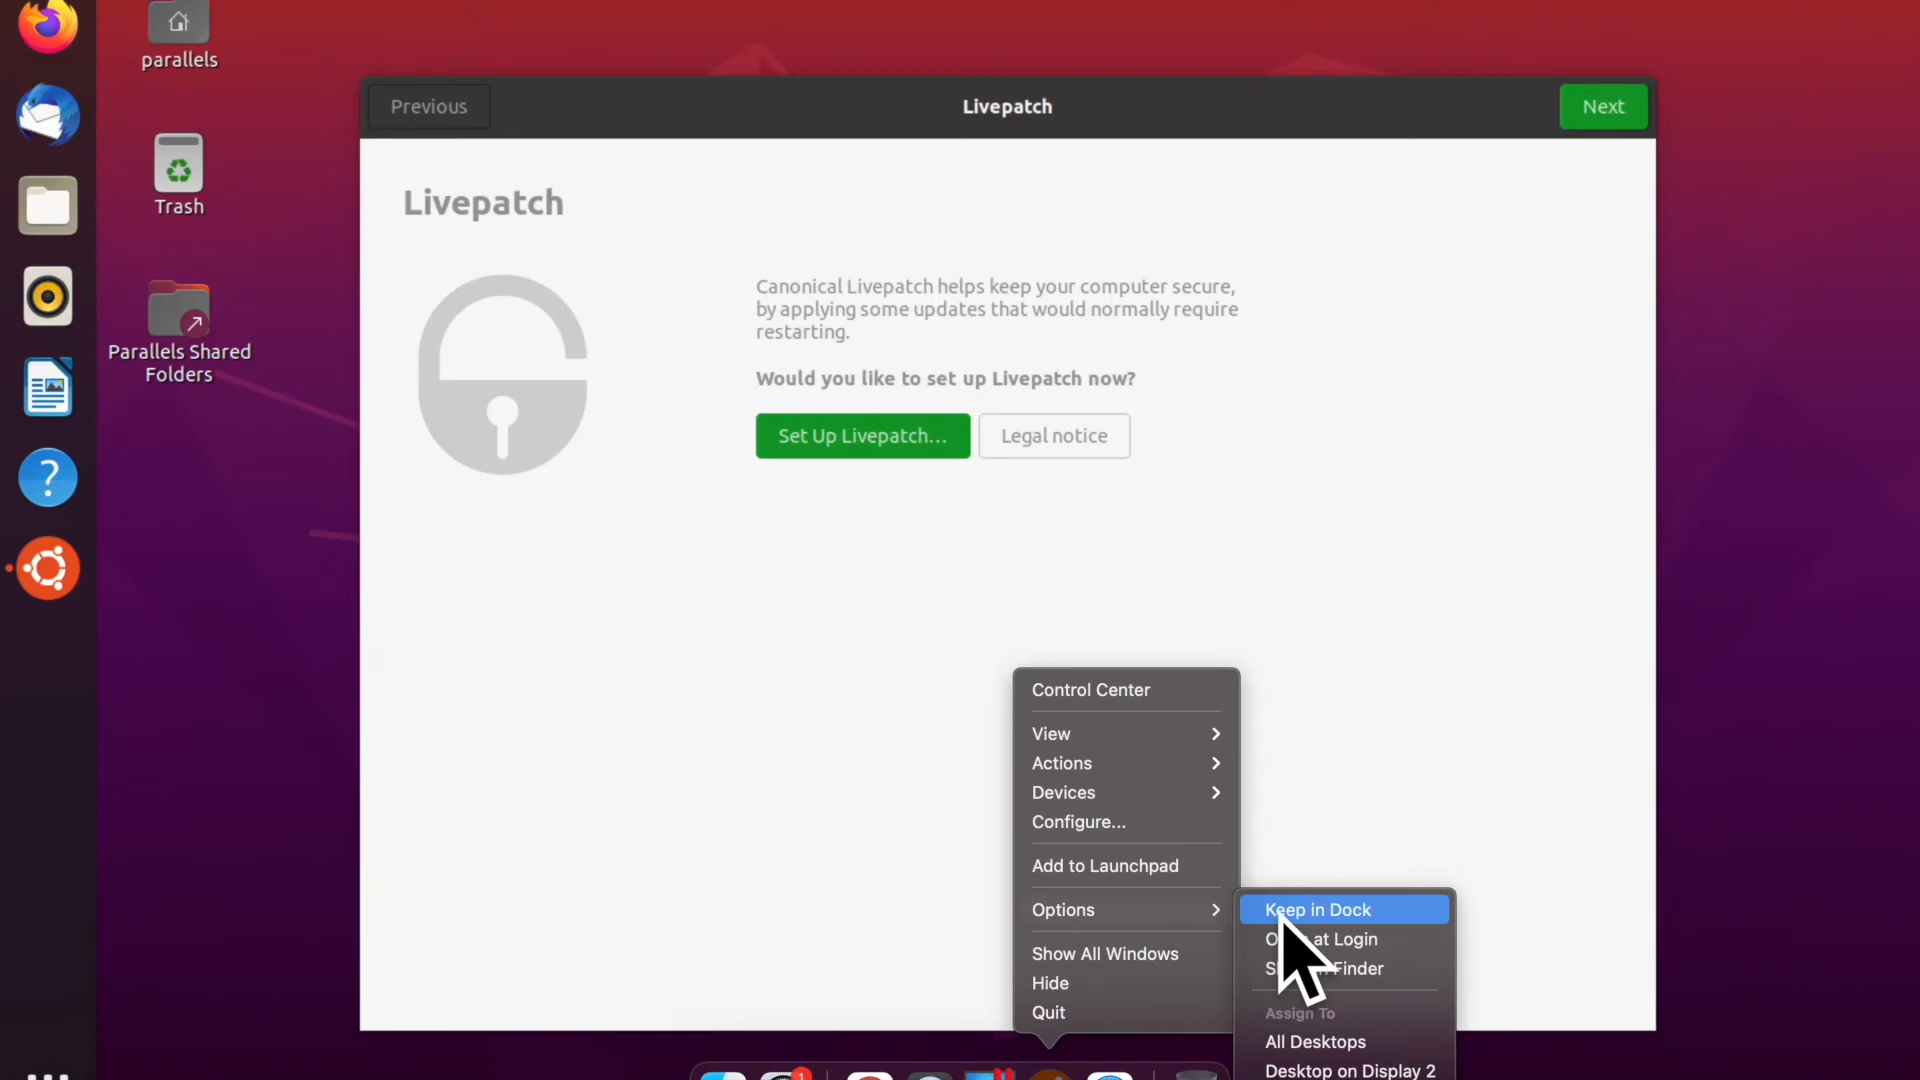 parallels
Trash
Parallels Shared
Folders
Previous
Livepatch
Next
Livepatch
Canonical Livepatch helps keep your computer secure,
by applying some updates that would normally require
restarting.
Would you like to set up Livepatch now?
Set Up Livepatch...
Legal notice
?
Control Center
View
Actions
Devices
Configure...
Add to Launchpad
Options
Show All Windows
Hide
Quit
Keep in Dock
at Login
Finder
Assign To
All Desktops
Desktop on Display 2
1